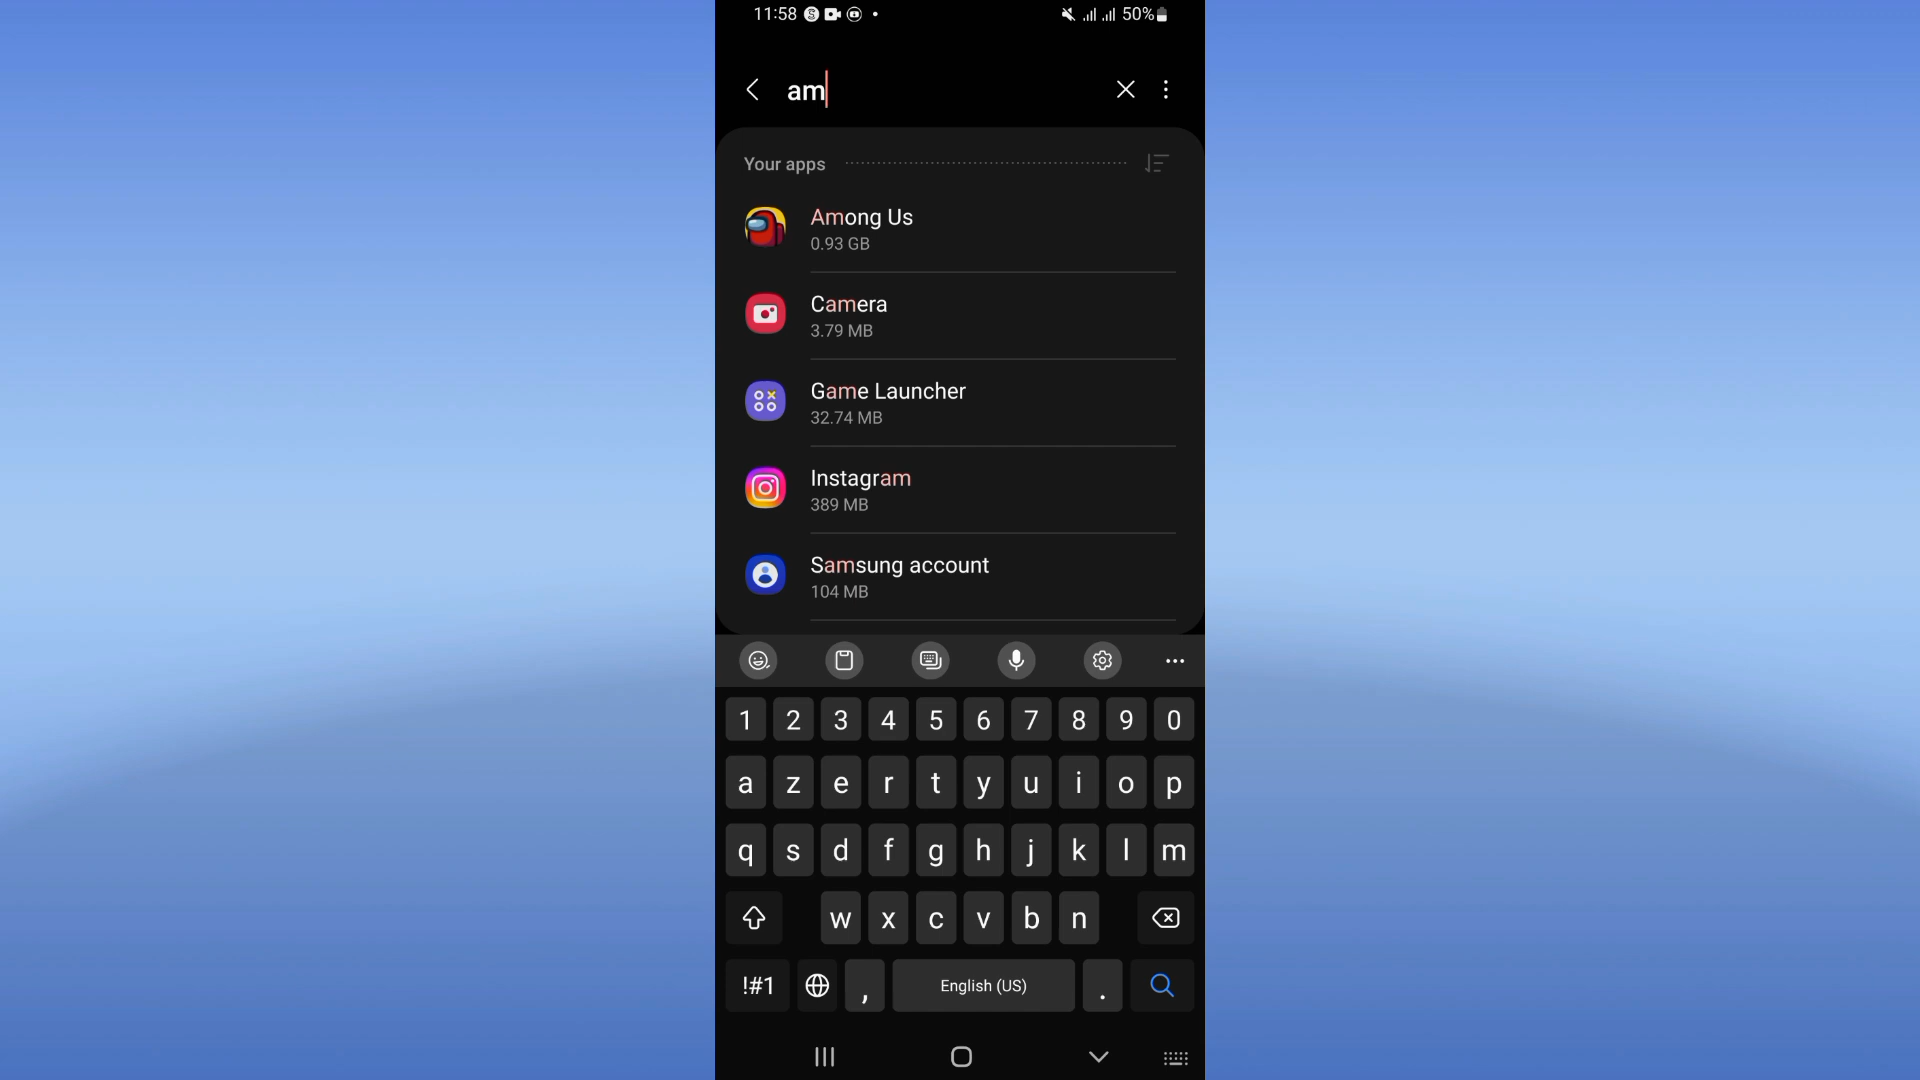 11:58 50%
am
Your apps
Among Us
0.93 GB
Camera
3.79 MB
Game Launcher
32.74 MB
Instagram
389 MB
Samsung account
104 MB
1 2 3 4 5 6 7 8 9 0
a z e r t y u i o p
q s d f g h j k l m
w x c v b n
!#1 , English (US) .